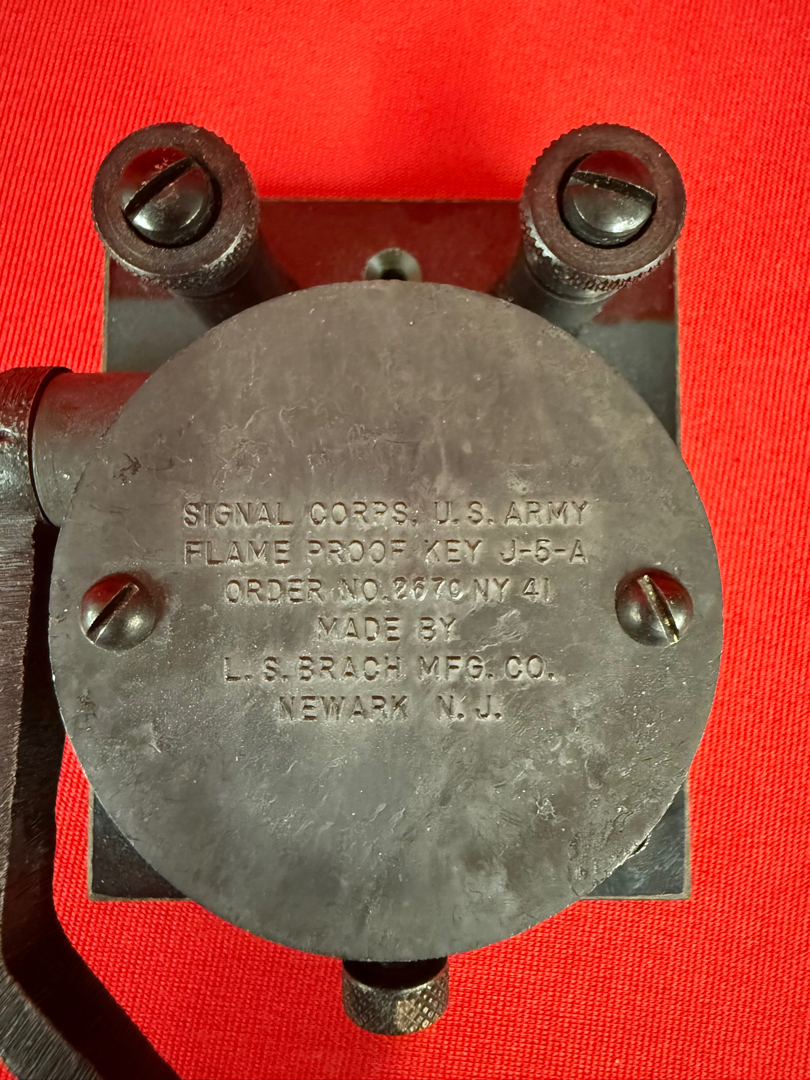 SIGNAL CORPS, U.S. ARMY
FLAME PROOF KEY J-5-A
ORDER NO. 2670 NY 41
MADE BY
L. S. BRACH MFG. CO.
NEWARK N. J.